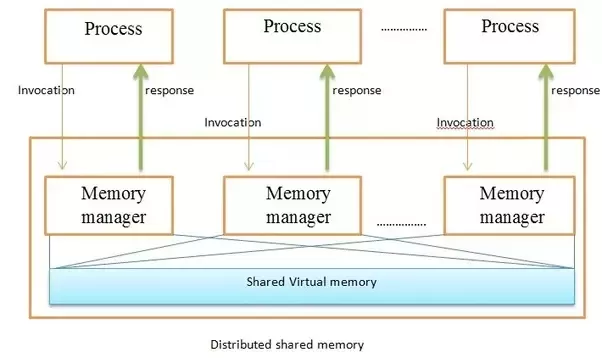 Process Process ............... Process
Invocation response response response
Invocation Invocation
Memory manager Memory manager ............... Memory manager
Shared Virtual memory
Distributed shared memory